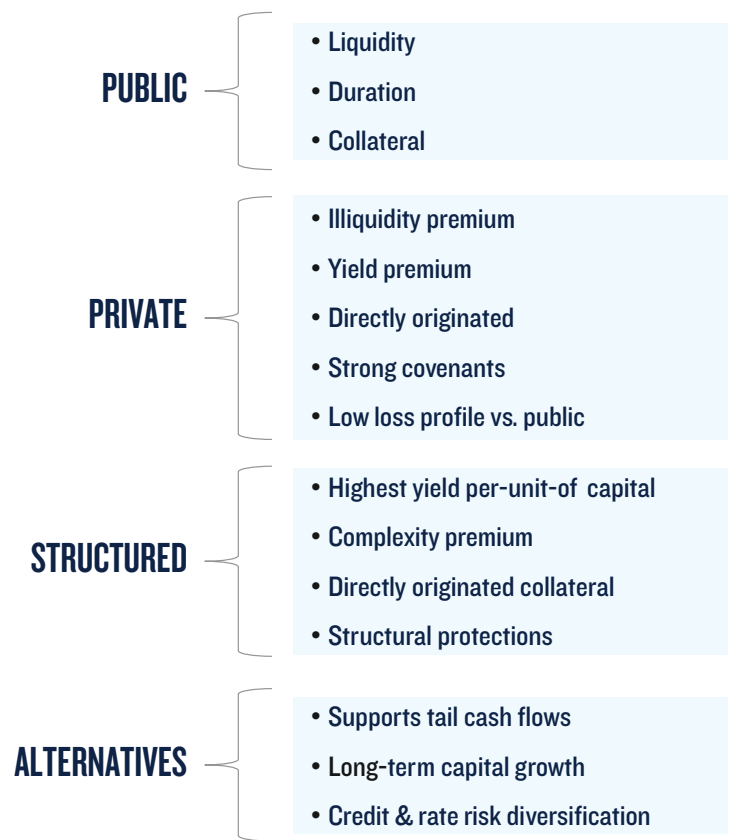 PUBLIC
• Liquidity
• Duration
• Collateral
PRIVATE
• Illiquidity premium
• Yield premium
• Directly originated
• Strong covenants
• Low loss profile vs. public
STRUCTURED
• Highest yield per-unit-of capital
• Complexity premium
• Directly originated collateral
• Structural protections
ALTERNATIVES
• Supports tail cash flows
• Long-term capital growth
• Credit & rate risk diversification